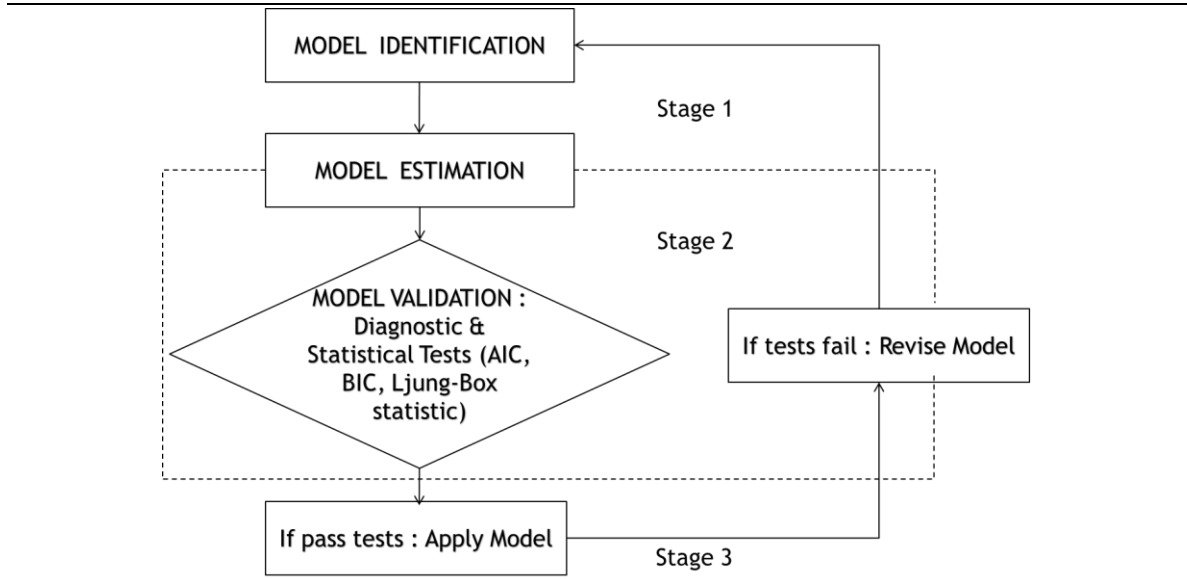 MODEL IDENTIFICATION
Stage 1
MODEL ESTIMATION
Stage 2
MODEL VALIDATION :
Diagnostic &
Statistical Tests (AIC,
BIC, Ljung-Box
statistic)
If tests fail : Revise Model
If pass tests : Apply Model
Stage 3